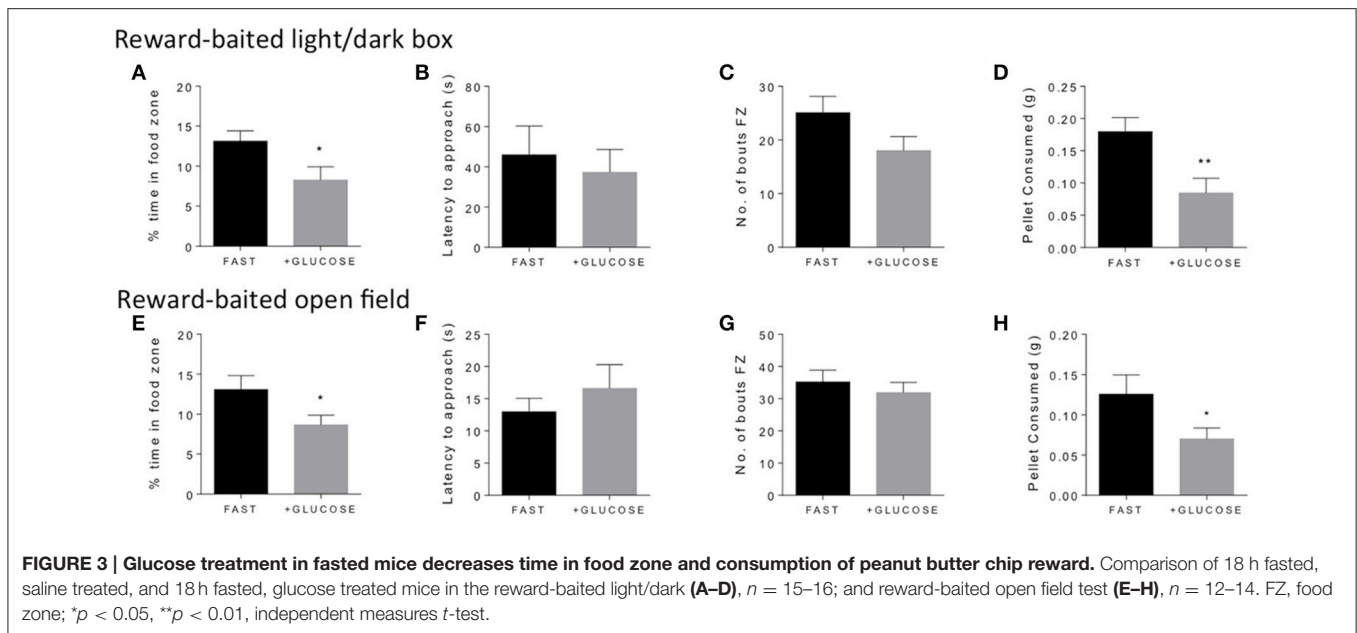 Reward-baited light/dark box
A
% time in food zone
20
15
10
5
0
*
FAST +GLUCOSE
B
Latency to approach (s)
80
60
40
20
0
FAST +GLUCOSE
C
No. of bouts FZ
30
20
10
0
FAST +GLUCOSE
D
Pellet Consumed (g)
0.25
0.20
0.15
0.10
0.05
0.00
**
FAST +GLUCOSE
Reward-baited open field
E
% time in food zone
20
15
10
5
0
*
FAST +GLUCOSE
F
Latency to approach (s)
25
20
15
10
5
0
FAST +GLUCOSE
G
No. of bouts FZ
50
40
30
20
10
0
FAST +GLUCOSE
H
Pellet Consumed (g)
0.20
0.15
0.10
0.05
0.00
*
FAST +GLUCOSE
FIGURE 3 | Glucose treatment in fasted mice decreases time in food zone and consumption of peanut butter chip reward. Comparison of 18 h fasted,
saline treated, and 18 h fasted, glucose treated mice in the reward-baited light/dark (A–D), n = 15–16; and reward-baited open field test (E–H), n = 12–14. FZ, food
zone; *p < 0.05, **p < 0.01, independent measures t-test.